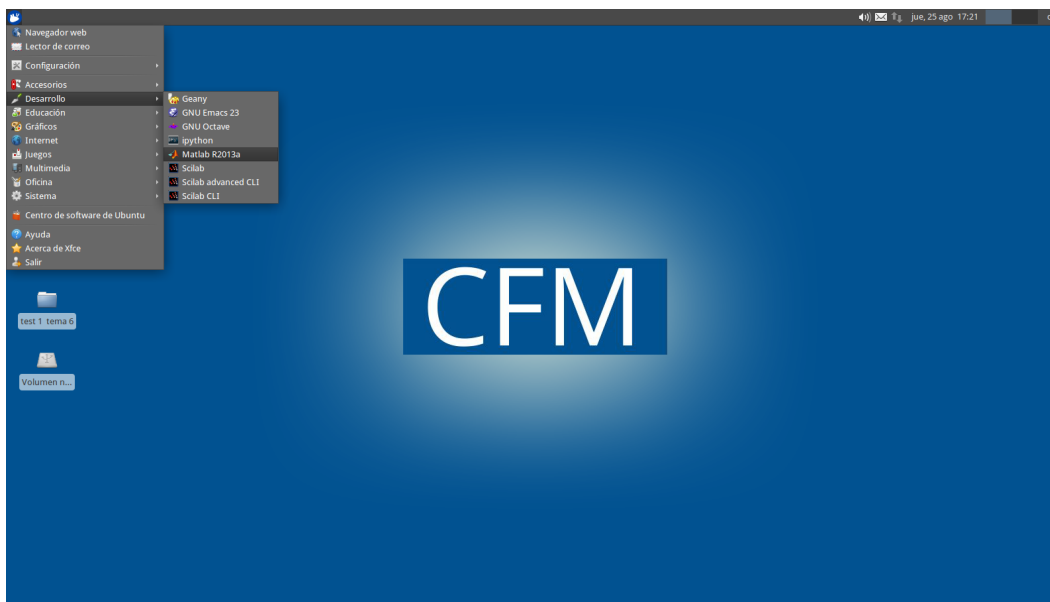 jue, 25 ago 17:21
Navegador web
Lector de correo
Configuración
Accesorios
Desarrollo
Educación
Gráficos
Internet
Juegos
Multimedia
Oficina
Sistema
Centro de software de Ubuntu
Ayuda
Acerca de Xfce
Salir
Geany
GNU Emacs 23
GNU Octave
ipython
Matlab R2013a
Scilab
Scilab advanced CLI
Scilab CLI
CFM
test 1 tema 6
Volumen n...